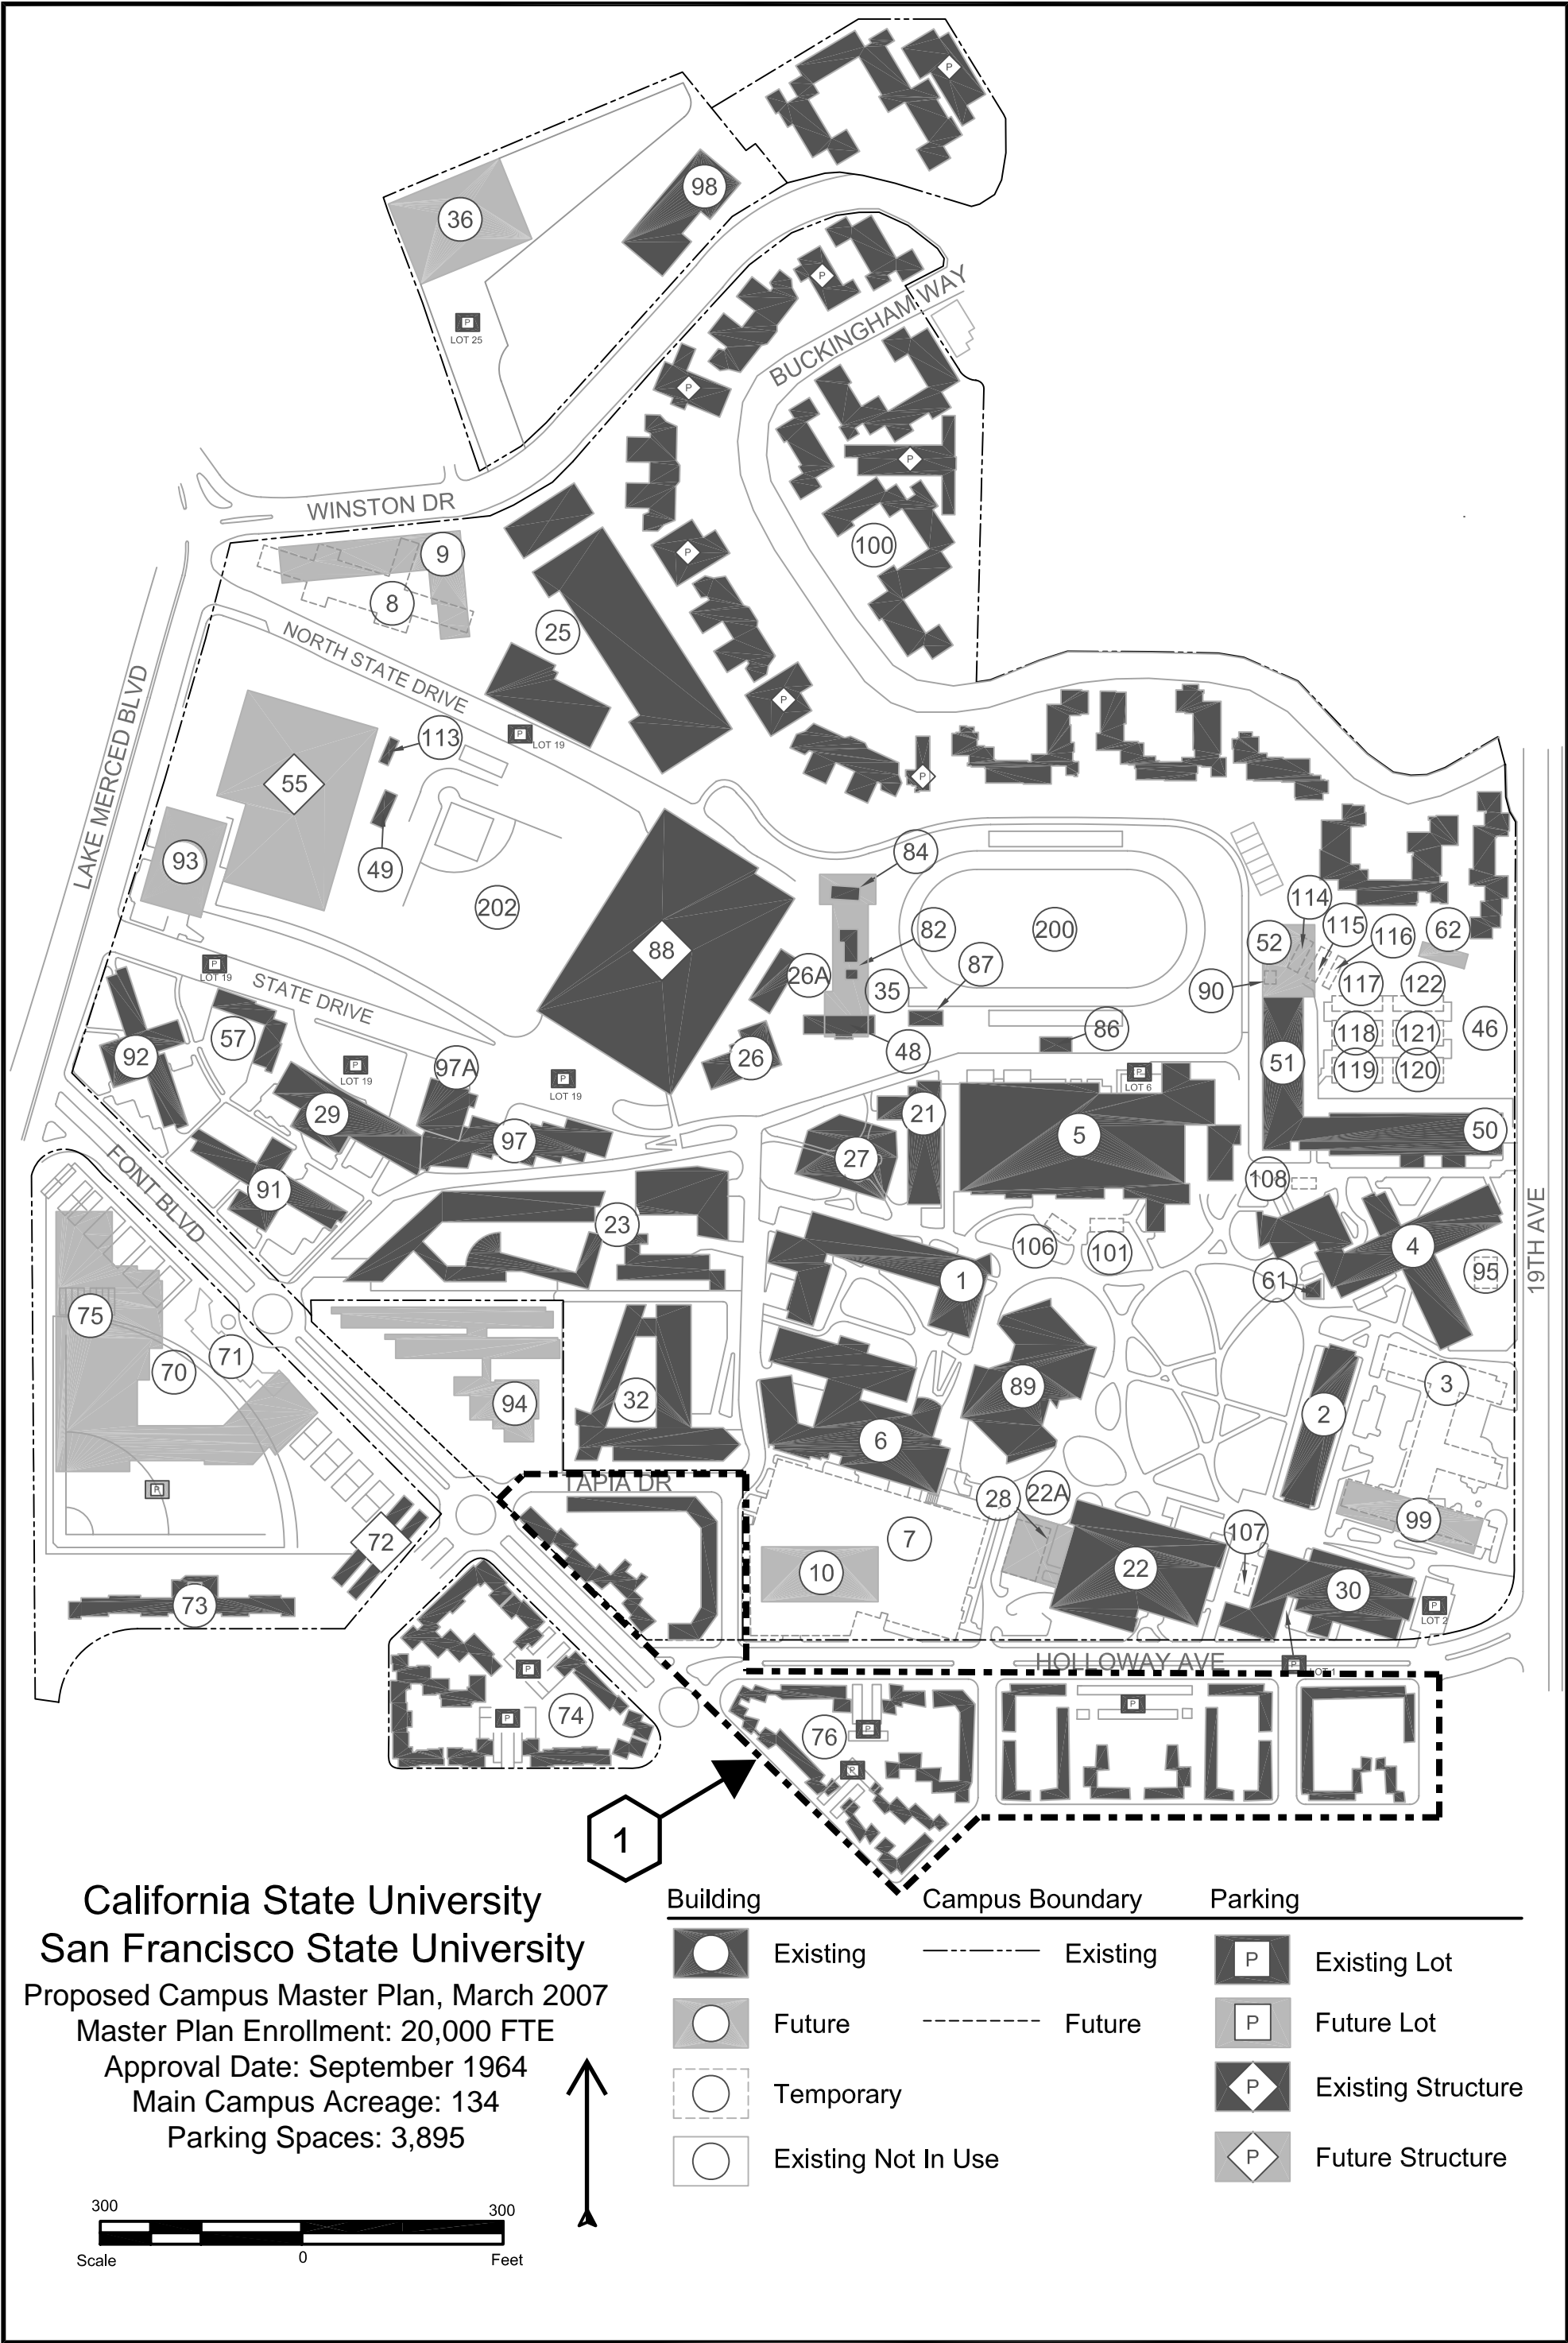 36
98
P
P
BUCKINGHAM WAY
P
LOT 25
P
P
WINSTON DR
100
9
8
P
25
NORTH STATE DRIVE
P
113
P
LOT 19
P
55
LAKE MERCED BLVD
49
93
202
84
88
82
200
87
26A
35
114
115
116
62
52
117
122
90
P
LOT 19
STATE DRIVE
57
92
86
118
121
46
48
26
97A
51
P
LOT 19
P
LOT 19
P
LOT 6
119
120
29
21
5
50
97
27
FONT BLVD
91
108
23
106
101
4
19TH AVE
1
61
95
75
71
70
94
32
89
3
2
6
P
TAPIA DR
28
22A
99
72
7
107
10
22
30
73
P
LOT 2
HOLLOWAY AVE
P
LOT 1
P
P
74
76
P
P
P
P
1
California State University
San Francisco State University
Proposed Campus Master Plan, March 2007
Master Plan Enrollment: 20,000 FTE
Approval Date: September 1964
Main Campus Acreage: 134
Parking Spaces: 3,895
300
300
Scale
0
Feet
Building
Campus Boundary
Parking
Existing
Existing
P
Existing Lot
Future
Future
P
Future Lot
Temporary
P
Existing Structure
Existing Not In Use
P
Future Structure